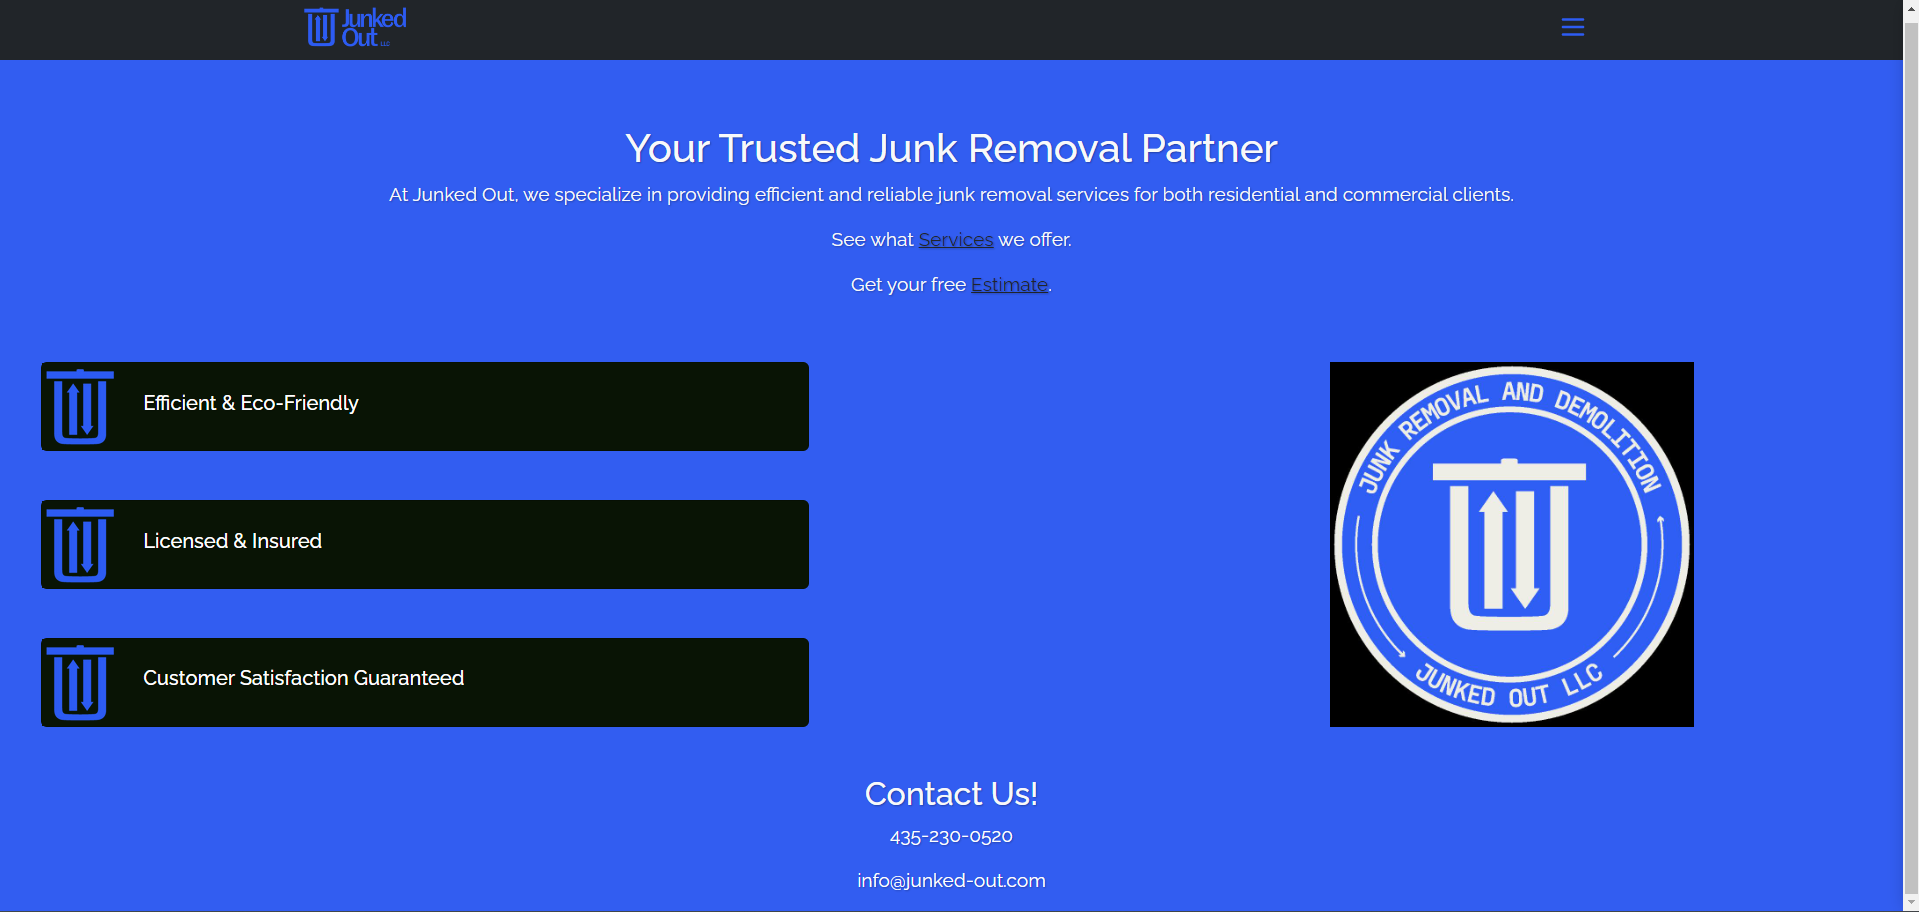 Junked
Out LLC
Your Trusted Junk Removal Partner
At Junked Out, we specialize in providing efficient and reliable junk removal services for both residential and commercial clients.
See what Services we offer.
Get your free Estimate.
Efficient & Eco-Friendly
Licensed & Insured
Customer Satisfaction Guaranteed
JUNK REMOVAL AND DEMOLITION
JUNKED OUT LLC
Contact Us!
435-230-0520
info@junked-out.com